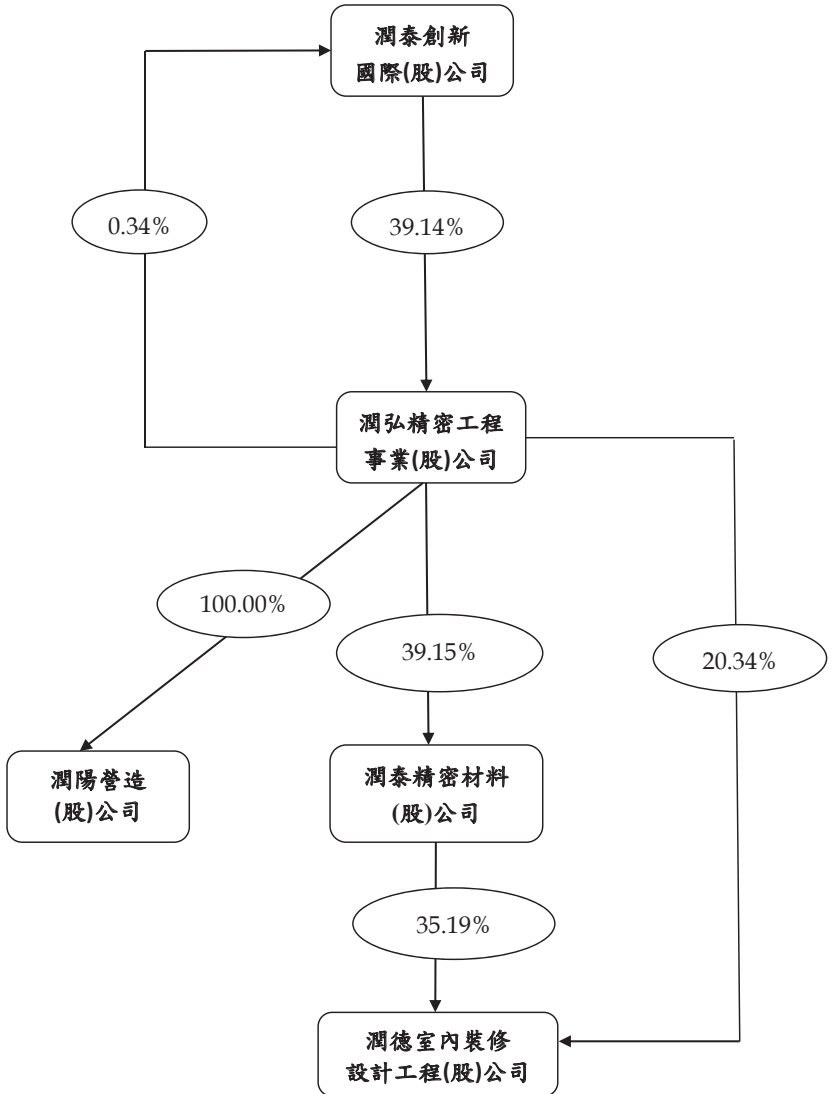 潤泰創新
國際(股)公司
0.34%
39.14%
潤弘精密工程
事業(股)公司
100.00%
39.15%
20.34%
潤陽營造
(股)公司
潤泰精密材料
(股)公司
35.19%
潤德室內裝修
設計工程(股)公司